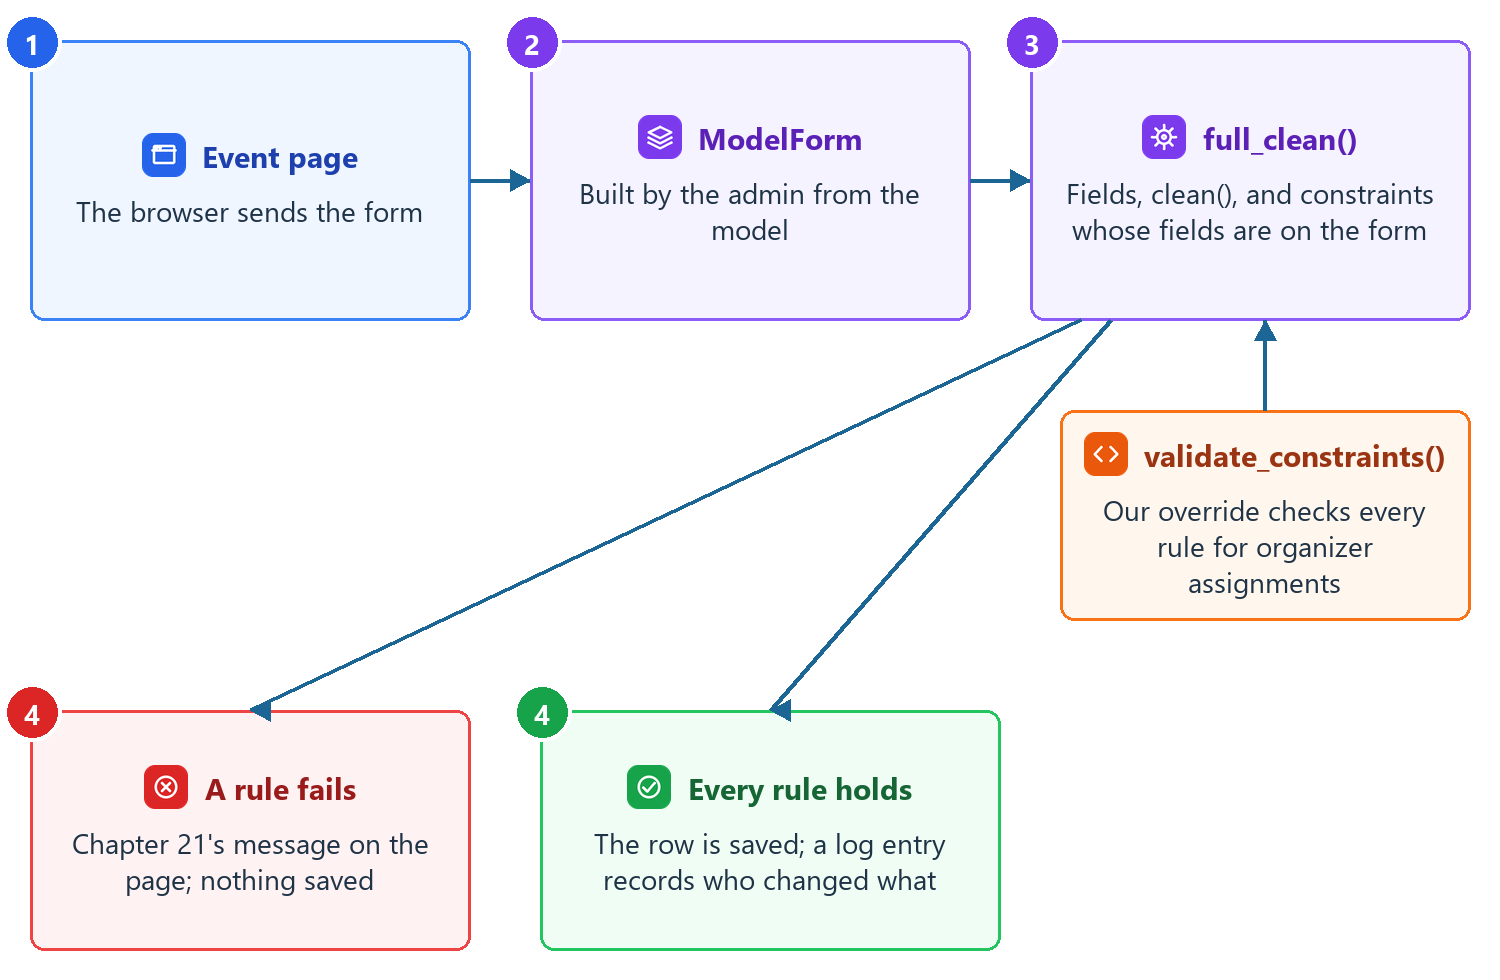 1
Event page
The browser sends the form
2
ModelForm
Built by the admin from the
model
3
full_clean()
Fields, clean(), and constraints
whose fields are on the form
validate_constraints()
Our override checks every
rule for organizer
assignments
4
A rule fails
Chapter 21's message on the
page; nothing saved
4
Every rule holds
The row is saved; a log entry
records who changed what